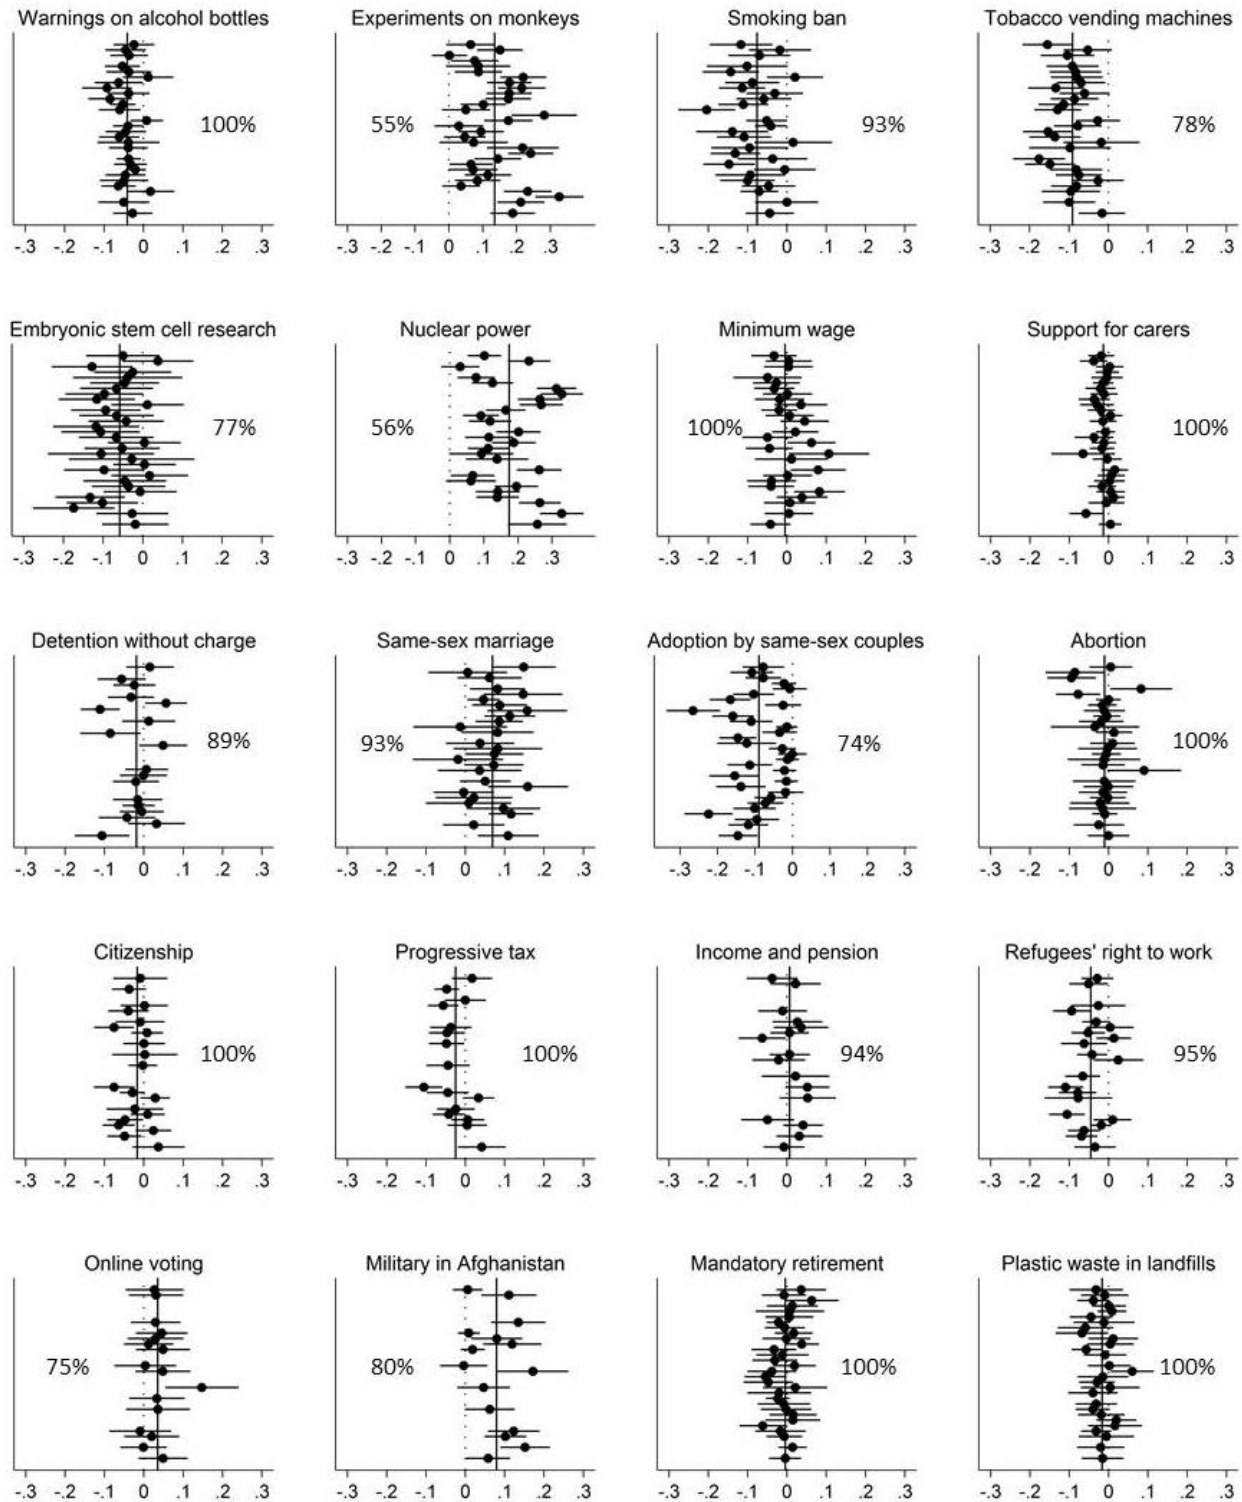 Warnings on alcohol bottles Experiments on monkeys Smoking ban Tobacco vending machines
100% 55% 93% 78%
-.3 -.2 -.1 0 .1 .2 .3 -.3 -.2 -.1 0 .1 .2 .3 -.3 -.2 -.1 0 .1 .2 .3 -.3 -.2 -.1 0 .1 .2 .3
Embryonic stem cell research Nuclear power Minimum wage Support for carers
77% 56% 100% 100%
-.3 -.2 -.1 0 .1 .2 .3 -.3 -.2 -.1 0 .1 .2 .3 -.3 -.2 -.1 0 .1 .2 .3 -.3 -.2 -.1 0 .1 .2 .3
Detention without charge Same-sex marriage Adoption by same-sex couples Abortion
89% 93% 74% 100%
-.3 -.2 -.1 0 .1 .2 .3 -.3 -.2 -.1 0 .1 .2 .3 -.3 -.2 -.1 0 .1 .2 .3 -.3 -.2 -.1 0 .1 .2 .3
Citizenship Progressive tax Income and pension Refugees' right to work
100% 100% 94% 95%
-.3 -.2 -.1 0 .1 .2 .3 -.3 -.2 -.1 0 .1 .2 .3 -.3 -.2 -.1 0 .1 .2 .3 -.3 -.2 -.1 0 .1 .2 .3
Online voting Military in Afghanistan Mandatory retirement Plastic waste in landfills
75% 80% 100% 100%
-.3 -.2 -.1 0 .1 .2 .3 -.3 -.2 -.1 0 .1 .2 .3 -.3 -.2 -.1 0 .1 .2 .3 -.3 -.2 -.1 0 .1 .2 .3